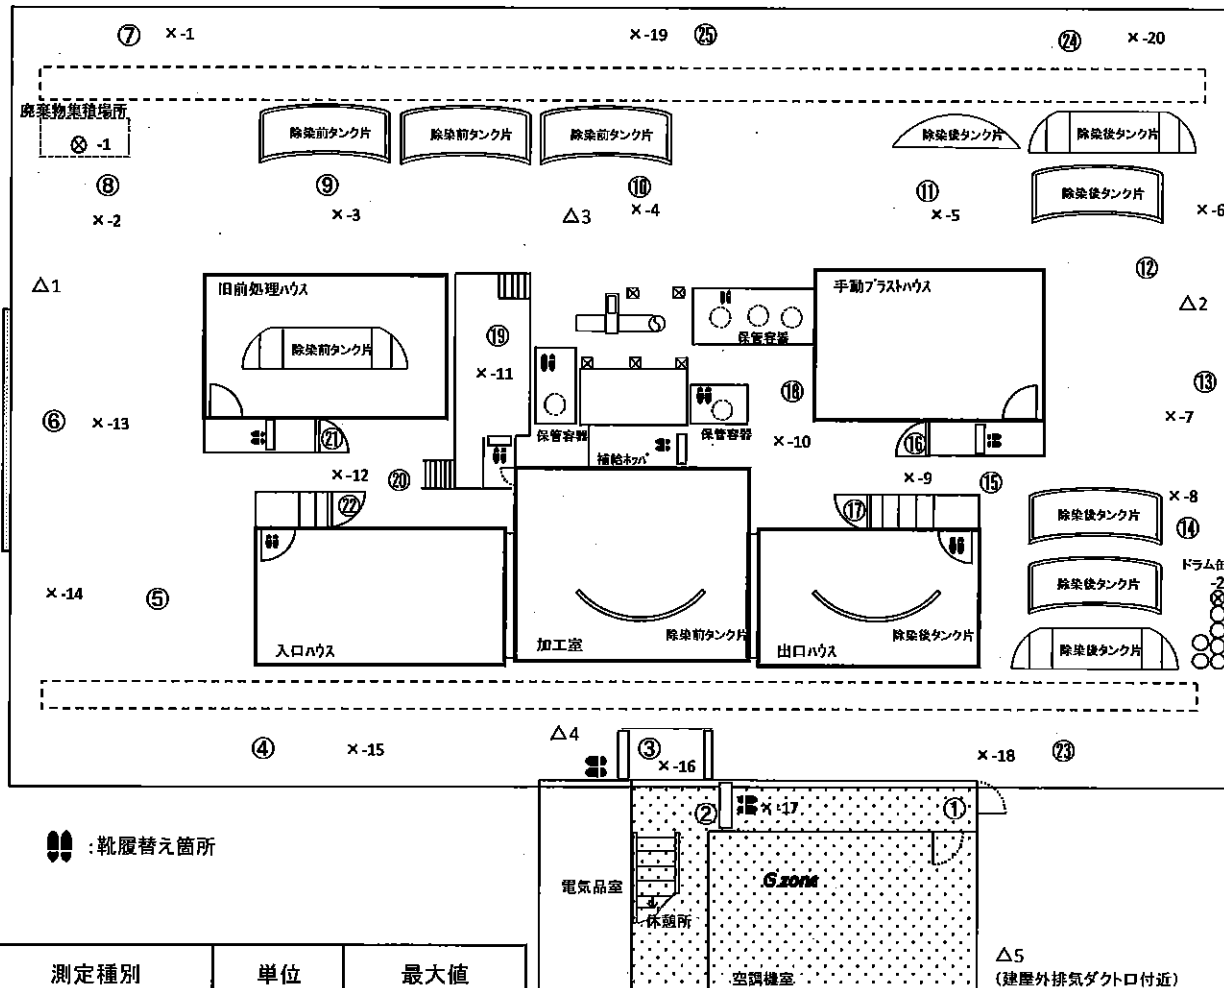 ⑦ ×-1 ×-19 ㉕ ㉔ ×-20
廃棄物集積場所
⊗ -1
除染前タンク片 除染前タンク片 除染前タンク片 除染後タンク片 除染後タンク片
⑧ ⑨ ⑩ ⑪ 除染後タンク片
×-2 ×-3 △3 ×-4 ×-5 ×-6
⑫
△1 旧前処理ハウス 手動ブラストハウス △2
⑲ 保管容器
除染前タンク片
×-11 ⑱ ⑬
⑥ ×-13 ×-7
㉑ 保管容器 補給ホッパ 保管容器 ×-10 ⑯
×-12 ⑳ ×-9 ⑮
㉒ ⑰ ×-8
除染後タンク片 ⑭
ドラム缶
-2
⊗
×-14 ⑤ 除染後タンク片
入口ハウス 加工室 除染前タンク片 出口ハウス 除染後タンク片 除染後タンク片
④ ×-15 △4 ③ ×-16 ×-18 ㉓
② ×-17 ①
:靴履替え箇所
電気品室 G zone
休憩所
測定種別 単位 最大値
空調機室
△5
(建屋外排気ダクト口付近)